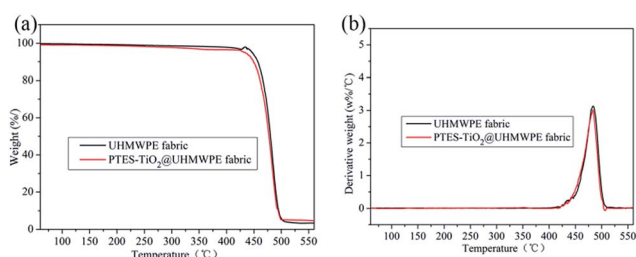 (a)
100
80
60
40
20
0
Weight (%/)
UHMWPE fabric
PTES-TiO2@UHMWPE fabric
100 150 200 250 300 350 400 450 500 550
Temperature（℃）
(b)
5
4
3
2
1
0
Derivative weight (w%/℃)
UHMWPE fabric
PTES-TiO2@UHMWPE fabric
100 150 200 250 300 350 400 450 500 550
Temperature（℃）